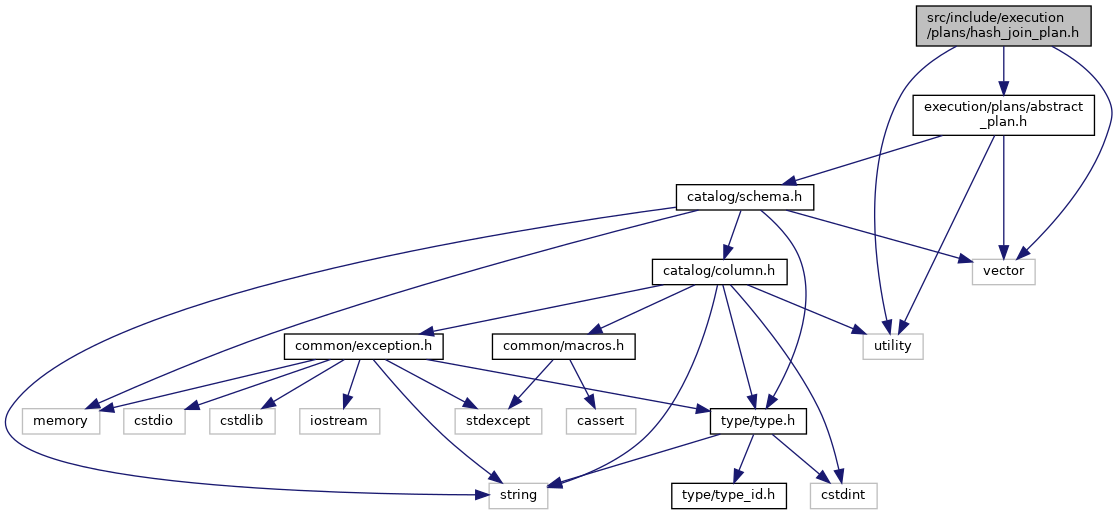 src/include/execution
/plans/hash_join_plan.h
execution/plans/abstract
_plan.h
catalog/schema.h
catalog/column.h
vector
common/exception.h
common/macros.h
utility
memory
cstdio
cstdlib
iostream
stdexcept
cassert
type/type.h
string
type/type_id.h
cstdint